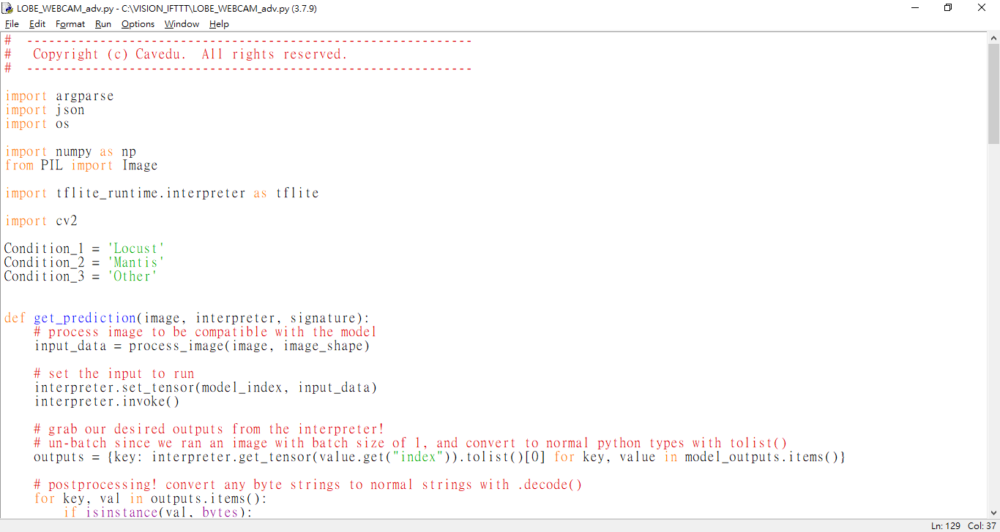 LOBE_WEBCAM_adv.py - C:\VISION_IFTTT\LOBE_WEBCAM_adv.py (3.7.9)
File Edit Format Run Options Window Help
# -------------------------------------------------------------
#   Copyright (c) Cavedu.  All rights reserved.
# -------------------------------------------------------------
import argparse
import json
import os
import numpy as np
from PIL import Image
import tflite_runtime.interpreter as tflite
import cv2
Condition_1 = 'Locust'
Condition_2 = 'Mantis'
Condition_3 = 'Other'
def get_prediction(image, interpreter, signature):
    # process image to be compatible with the model
    input_data = process_image(image, image_shape)
    # set the input to run
    interpreter.set_tensor(model_index, input_data)
    interpreter.invoke()
    # grab our desired outputs from the interpreter!
    # un-batch since we ran an image with batch size of 1, and convert to normal python types with tolist()
    outputs = {key: interpreter.get_tensor(value.get("index")).tolist()[0] for key, value in model_outputs.items()}
    # postprocessing! convert any byte strings to normal strings with .decode()
    for key, val in outputs.items():
        if isinstance(val, bytes):
Ln: 129 Col: 37